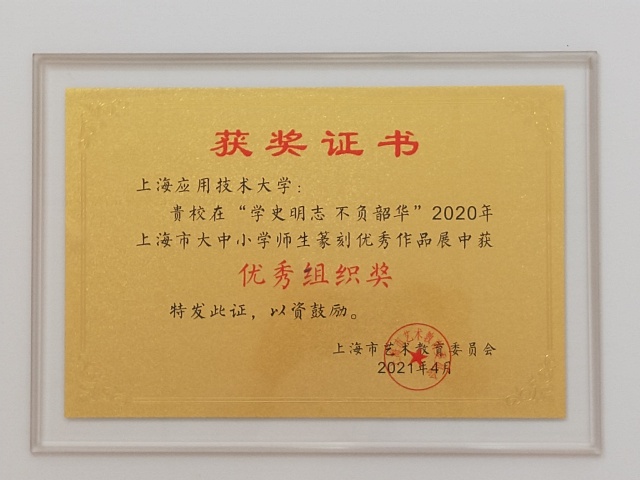 获奖证书
上海应用技术大学：
贵校在“学史明志 不负韶华”2020年
上海市大中小学师生篆刻优秀作品展中获
优秀组织奖
特发此证，以资鼓励。
上海市艺术教育委员会
2021年4月